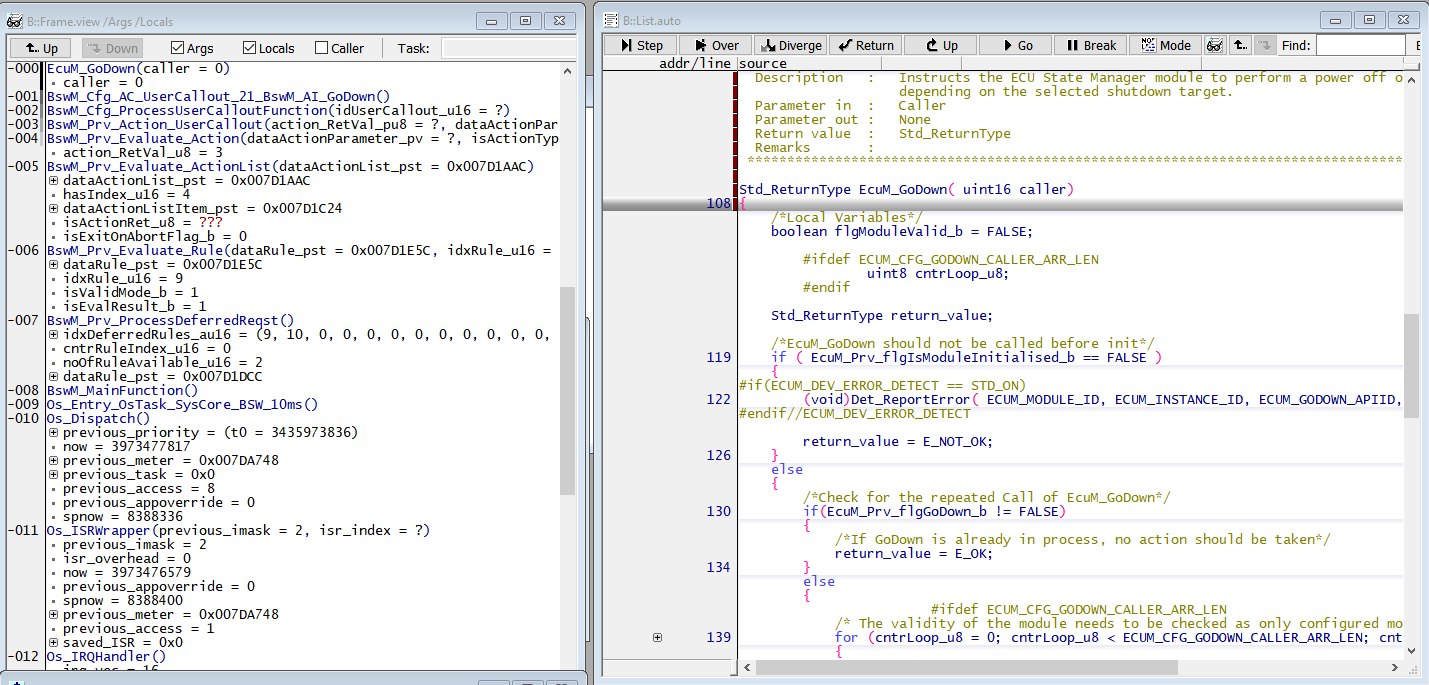 B::Frame.view /Args /Locals
Up Down Args Locals Caller Task:
-000 EcuM_GoDown(caller = 0)
caller = 0
-001 BswM_Cfg_AC_UserCallout_21_BswM_AI_GoDown()
-002 BswM_Cfg_ProcessUserCalloutFunction(idUserCallout_u16 = ?)
-003 BswM_Prv_Action_UserCallout(action_RetVal_pu8 = ?, dataActionPar
-004 BswM_Prv_Evaluate_Action(dataActionParameter_pv = ?, isActionTyp
action_RetVal_u8 = 3
-005 BswM_Prv_Evaluate_ActionList(dataActionList_pst = 0x007D1AAC)
dataActionList_pst = 0x007D1AAC
hasIndex_u16 = 4
dataActionListItem_pst = 0x007D1C24
isActionRet_u8 = ???
isExitOnAbortFlag_b = 0
-006 BswM_Prv_Evaluate_Rule(dataRule_pst = 0x007D1E5C, idxRule_u16 =
dataRule_pst = 0x007D1E5C
idxRule_u16 = 9
isValidMode_b = 1
isEvalResult_b = 1
-007 BswM_Prv_ProcessDeferredReqst()
idxDeferredRules_au16 = (9, 10, 0, 0, 0, 0, 0, 0, 0, 0, 0, 0,
cntrRuleIndex_u16 = 0
noOfRuleAvailable_u16 = 2
dataRule_pst = 0x007D1DCC
-008 BswM_MainFunction()
-009 Os_Entry_OsTask_SysCore_BSW_10ms()
-010 Os_Dispatch()
previous_priority = (t0 = 3435973836)
now = 3973477817
previous_meter = 0x007DA748
previous_task = 0x0
previous_access = 8
previous_appoverride = 0
spnow = 8388336
-011 Os_ISRWrapper(previous_imask = 2, isr_index = ?)
previous_imask = 2
isr_overhead = 0
now = 3973476579
previous_appoverride = 0
spnow = 8388400
previous_meter = 0x007DA748
previous_access = 1
saved_ISR = 0x0
-012 Os_IRQHandler()
B::List.auto
Step Over Diverge Return Up Go Break Mode Find:
addr/line source
Description : Instructs the ECU State Manager module to perform a power off o
depending on the selected shutdown target.
Parameter in : Caller
Parameter out : None
Return value : Std_ReturnType
Remarks :
***********************************************************************************
Std_ReturnType EcuM_GoDown( uint16 caller)
108 {
/*Local Variables*/
boolean flgModuleValid_b = FALSE;
#ifdef ECUM_CFG_GODOWN_CALLER_ARR_LEN
uint8 cntrLoop_u8;
#endif
Std_ReturnType return_value;
/*EcuM_GoDown should not be called before init*/
119 if ( EcuM_Prv_flgIsModuleInitialised_b == FALSE )
{
#if(ECUM_DEV_ERROR_DETECT == STD_ON)
122 (void)Det_ReportError( ECUM_MODULE_ID, ECUM_INSTANCE_ID, ECUM_GODOWN_APIID,
#endif//ECUM_DEV_ERROR_DETECT
return_value = E_NOT_OK;
126 }
else
{
/*Check for the repeated Call of EcuM_GoDown*/
130 if(EcuM_Prv_flgGoDown_b != FALSE)
{
/*If GoDown is already in process, no action should be taken*/
return_value = E_OK;
134 }
else
{
#ifdef ECUM_CFG_GODOWN_CALLER_ARR_LEN
/* The validity of the module needs to be checked as only configured mo
139 for (cntrLoop_u8 = 0; cntrLoop_u8 < ECUM_CFG_GODOWN_CALLER_ARR_LEN; cnt
{